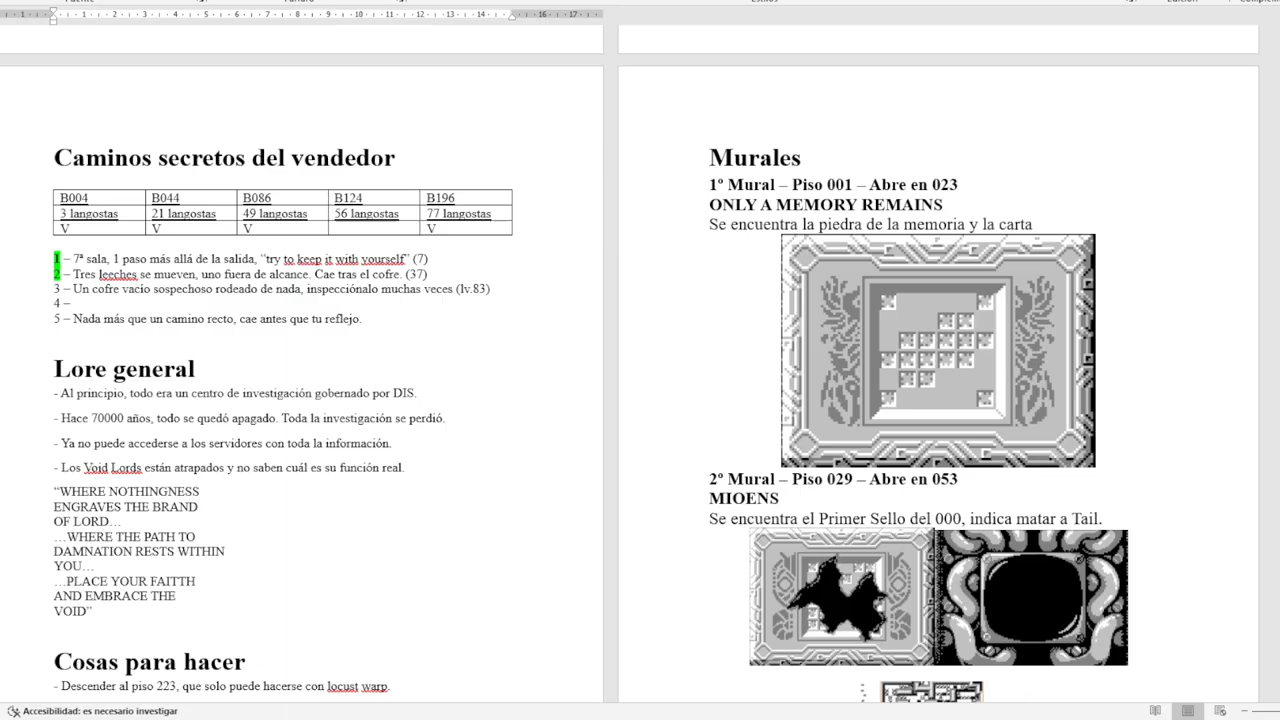 Caminos secretos del vendedor
B004 B044 B086 B124 B196
3 langostas 21 langostas 49 langostas 56 langostas 77 langostas
V V V V
1 – 7ª sala, 1 paso más allá de la salida, “try to keep it with yourself” (7)
2 – Tres leeches se mueven, uno fuera de alcance. Cae tras el cofre. (37)
3 – Un cofre vacío sospechoso rodeado de nada, inspecciónalo muchas veces (lv.83)
4 –
5 – Nada más que un camino recto, cae antes que tu reflejo.
Lore general
- Al principio, todo era un centro de investigación gobernado por DIS.
- Hace 70000 años, todo se quedó apagado. Toda la investigación se perdió.
- Ya no puede accederse a los servidores con toda la información.
- Los Void Lords están atrapados y no saben cuál es su función real.
“WHERE NOTHINGNESS
ENGRAVES THE BRAND
OF LORD…
…WHERE THE PATH TO
DAMNATION RESTS WITHIN
YOU…
…PLACE YOUR FAITTH
AND EMBRACE THE
VOID”
Cosas para hacer
- Descender al piso 223, que solo puede hacerse con locust warp.
Murales
1º Mural – Piso 001 – Abre en 023
ONLY A MEMORY REMAINS
Se encuentra la piedra de la memoria y la carta
2º Mural – Piso 029 – Abre en 053
MIOENS
Se encuentra el Primer Sello del 000, indica matar a Tail.
Accesibilidad: es necesario investigar